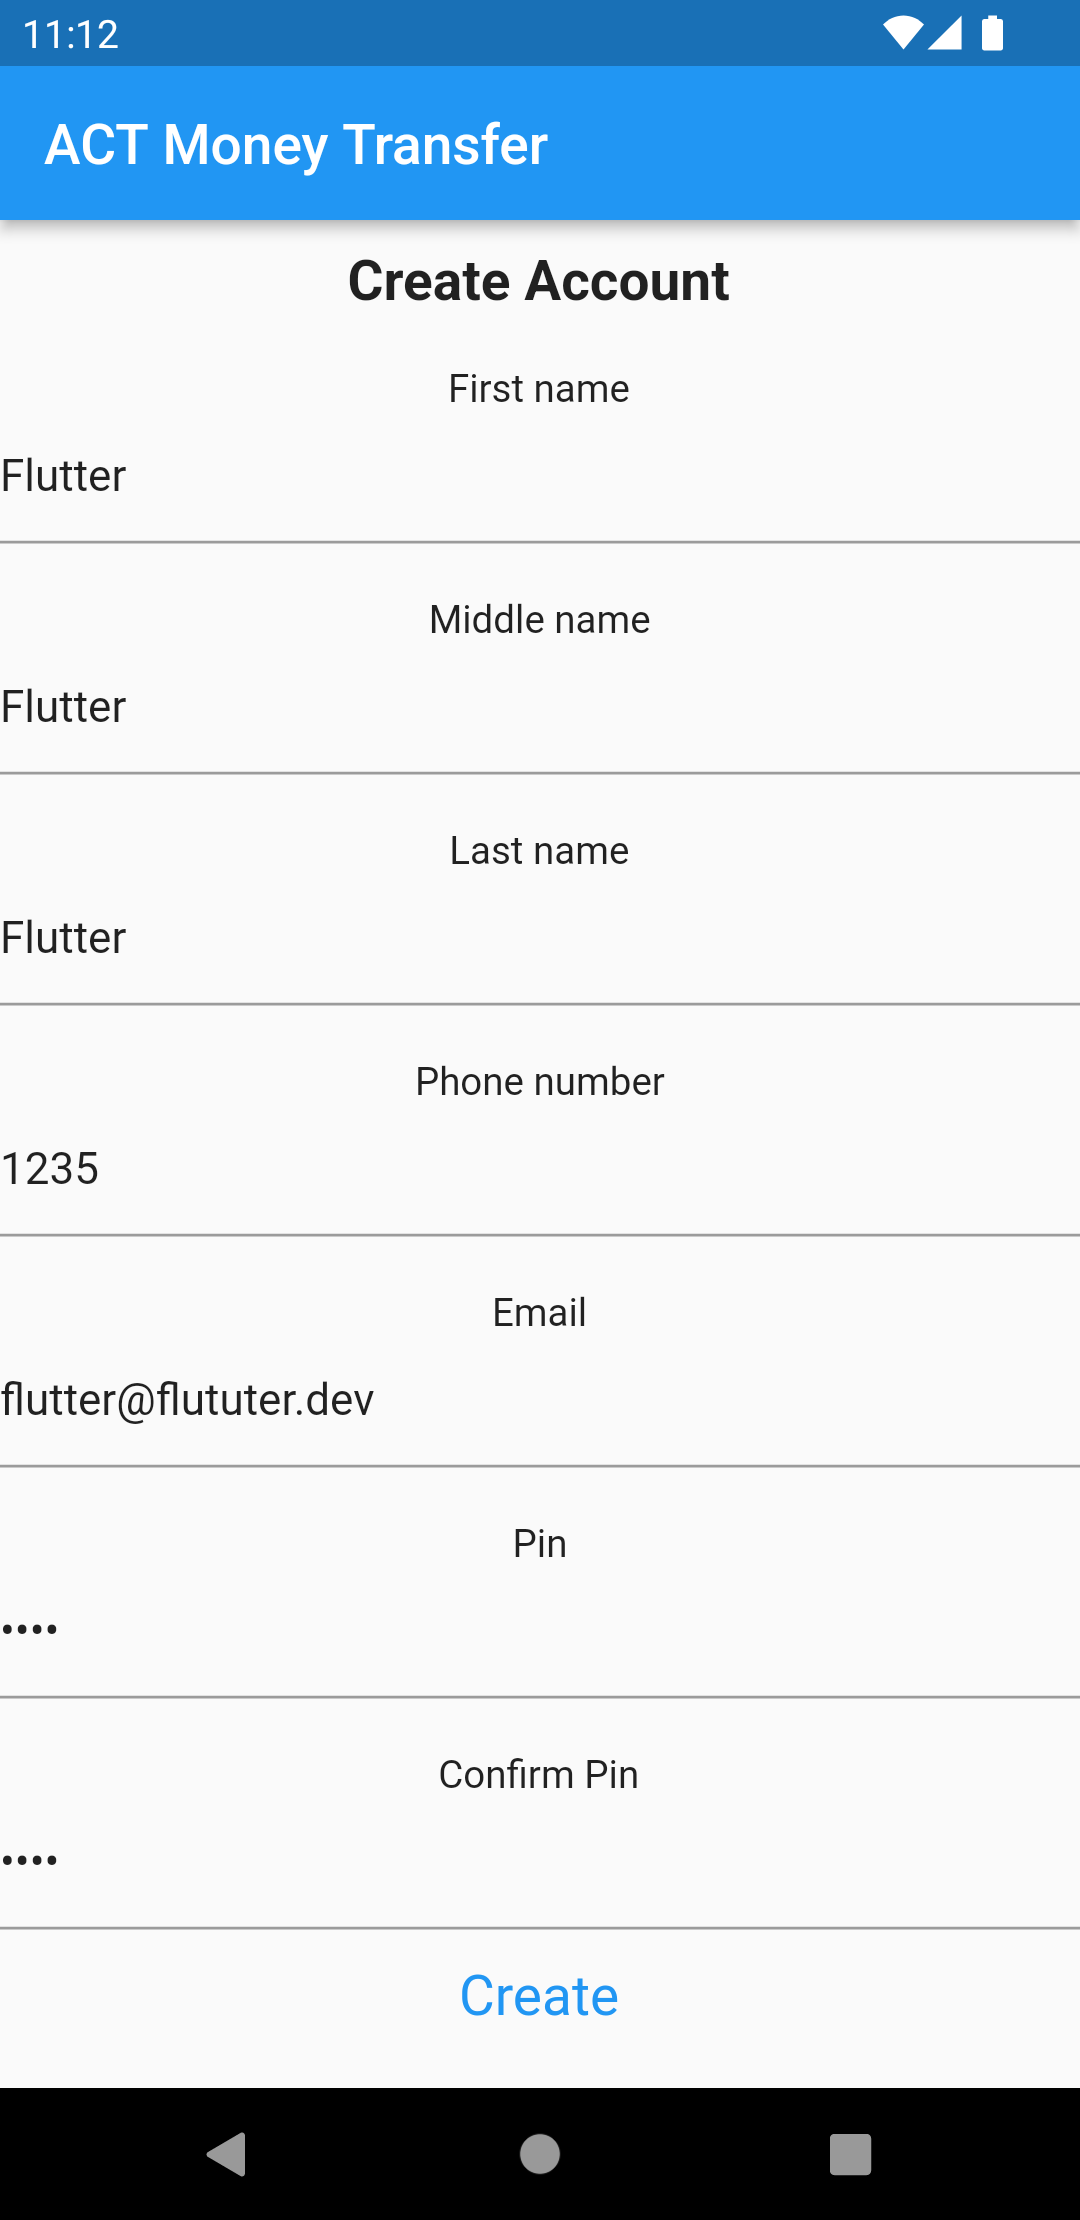 11:12
ACT Money Transfer
Create Account
First name
Flutter
Middle name
Flutter
Last name
Flutter
Phone number
1235
Email
flutter@flututer.dev
Pin
••••
Confirm Pin
••••
Create